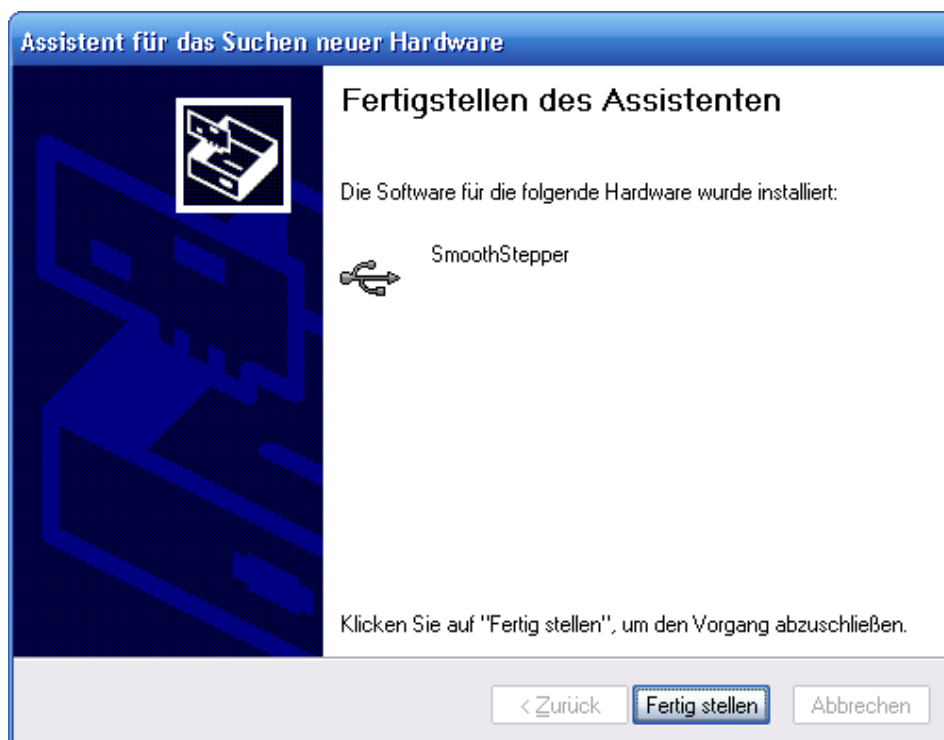 Assistent für das Suchen neuer Hardware
Fertigstellen des Assistenten
Die Software für die folgende Hardware wurde installiert:
SmoothStepper
Klicken Sie auf "Fertig stellen", um den Vorgang abzuschließen.
< Zurück Fertig stellen Abbrechen